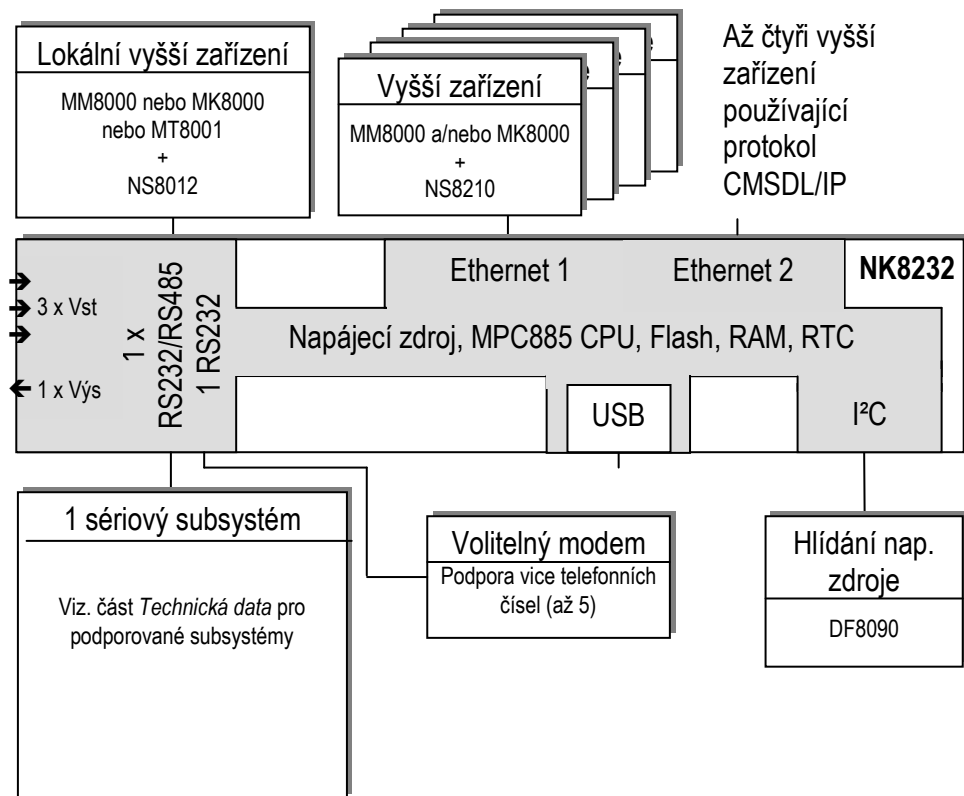 Lokální vyšší zařízení
MM8000 nebo MK8000
nebo MT8001
+
NS8012
Vyšší zařízení
MM8000 a/nebo MK8000
+
NS8210
Až čtyři vyšší
zařízení
používající
protokol
CMSDL/IP
3 x Vst
1 x Výs
1 x
RS232/RS485
1 RS232
Ethernet 1
Ethernet 2
NK8232
Napájecí zdroj, MPC885 CPU, Flash, RAM, RTC
USB
I²C
1 sériový subsystém
Viz. část Technická data pro
podporované subsystémy
Volitelný modem
Podpora vice telefonních
čísel (až 5)
Hlídání nap.
zdroje
DF8090